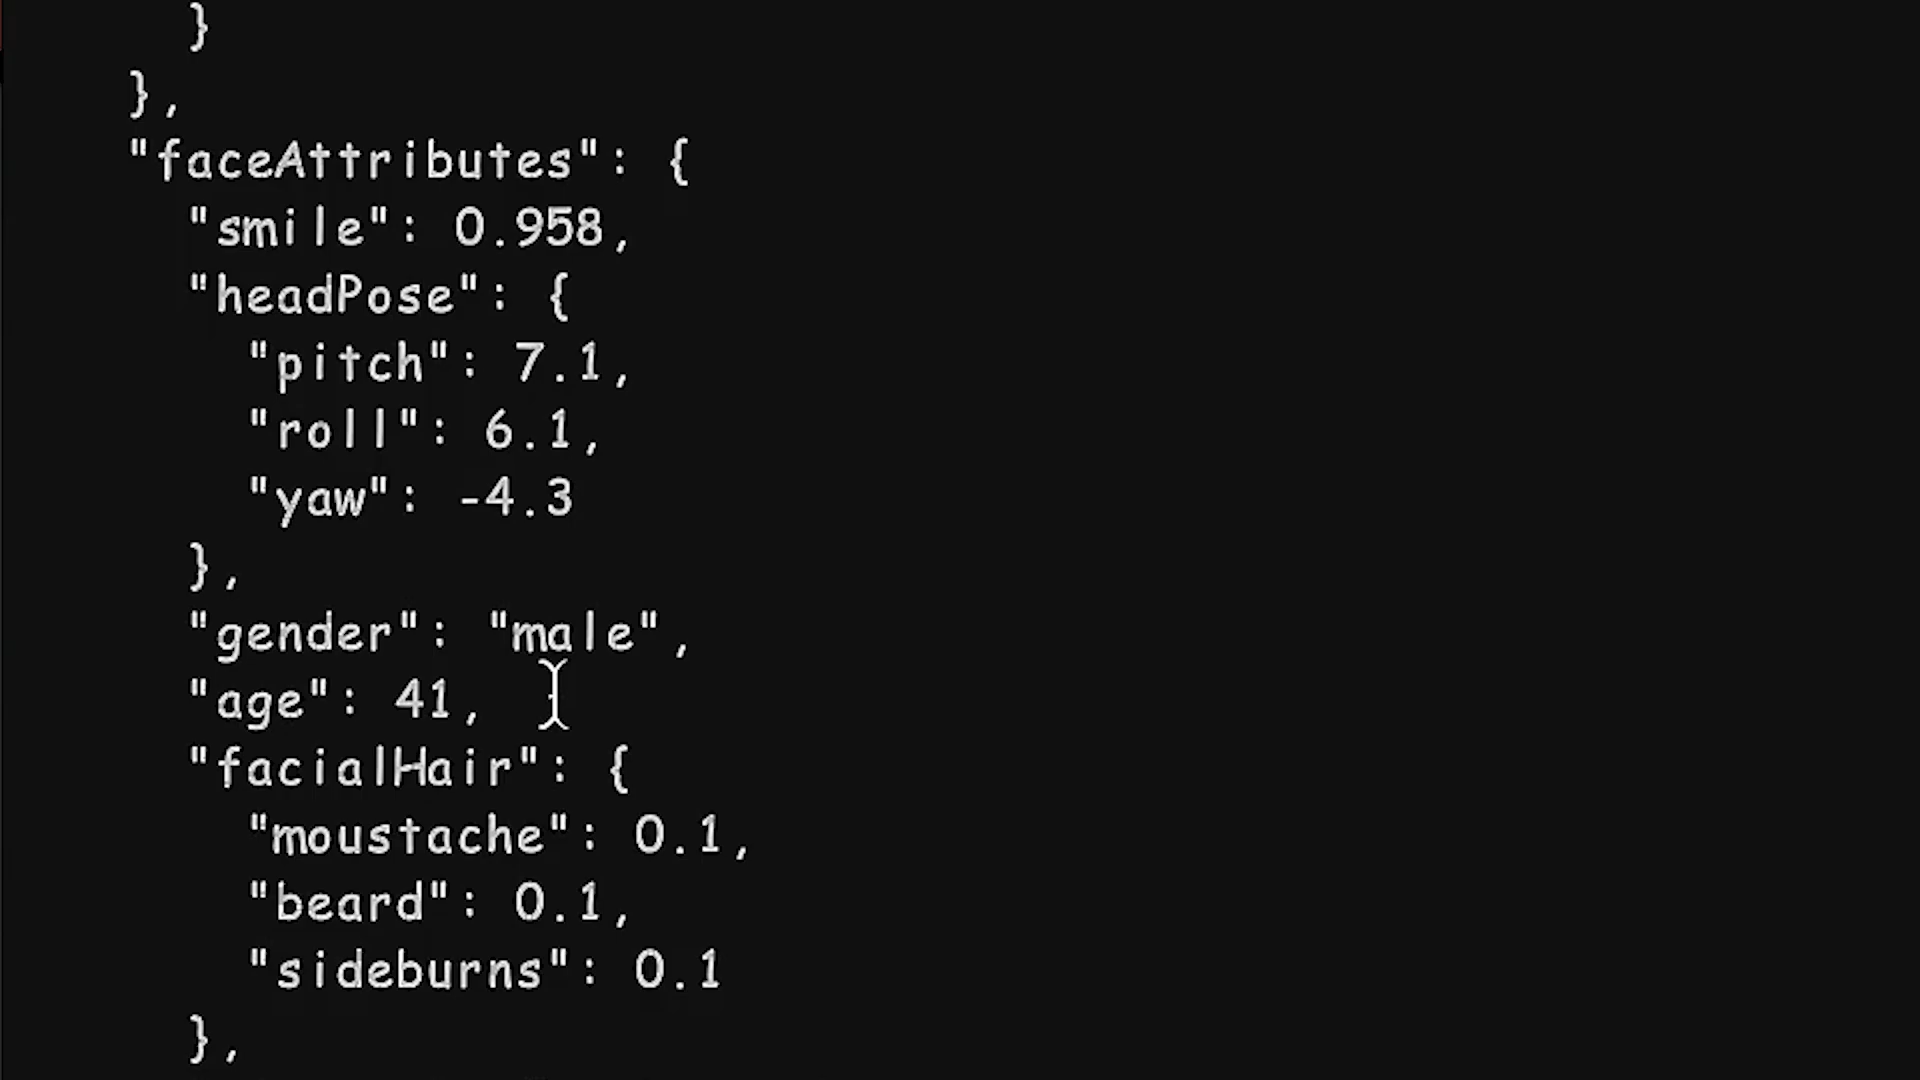 }
},
"faceAttributes": {
"smile": 0.958,
"headPose": {
"pitch": 7.1,
"roll": 6.1,
"yaw": -4.3
},
"gender": "male",
"age": 41,
"facialHair": {
"moustache": 0.1,
"beard": 0.1,
"sideburns": 0.1
},